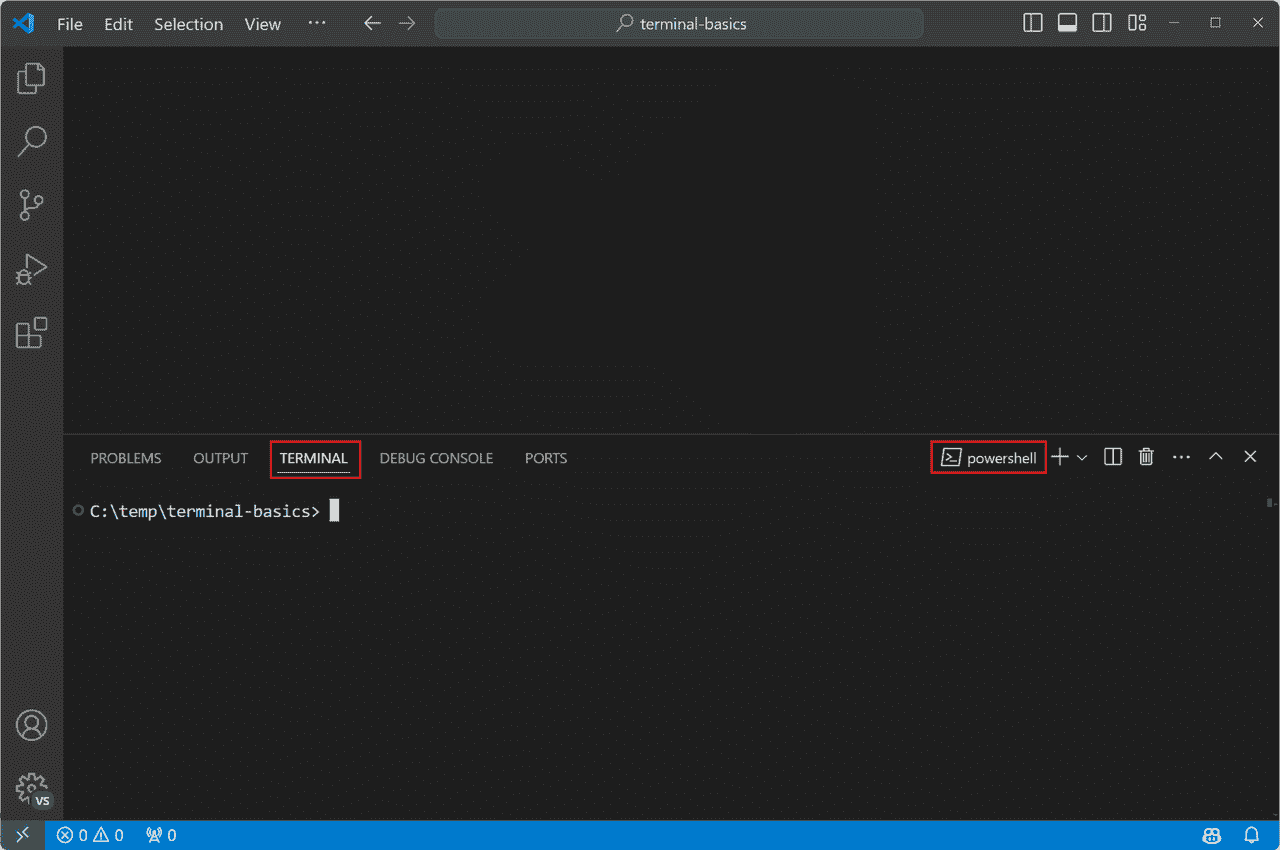 File Edit Selection View ··· terminal-basics
PROBLEMS OUTPUT TERMINAL DEBUG CONSOLE PORTS powershell
C:\temp\terminal-basics>
VS
0 0 0